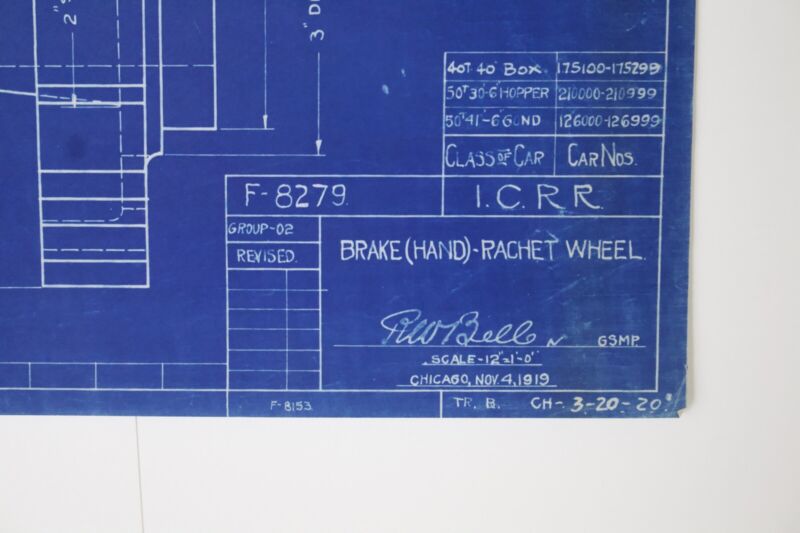 2"
3" D
40T. 40' BOX. 175100-175299
50T 30'-6" HOPPER 210000-210999
50T 41'-6" GOND 126000-126999
CLASS OF CAR CAR NOS.
F-8279. I.C.R.R.
GROUP-02
REVISED.
BRAKE (HAND)-RACHET WHEEL.
RW Bell
GSMP.
SCALE-12"=1'-0"
CHICAGO, NOV. 4, 1919
F-8153. TR. B. CH-. 3-20-20.